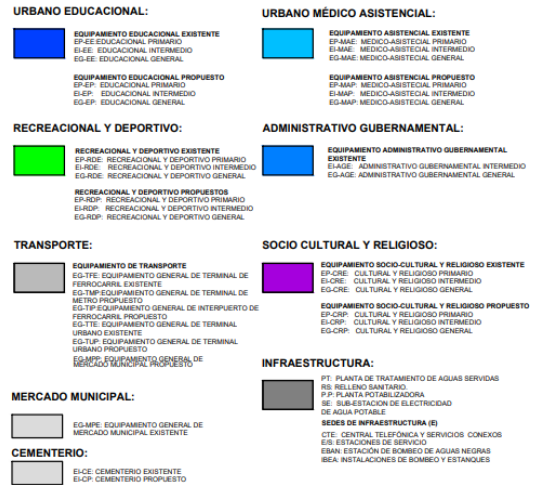 URBANO EDUCACIONAL:
EQUIPAMIENTO EDUCACIONAL EXISTENTE
EP-EE:EDUCACIONAL PRIMARIO
EI-EE: EDUCACIONAL INTERMEDIO
EG-EE: EDUCACIONAL GENERAL
EQUIPAMIENTO EDUCACIONAL PROPUESTO
EP-EP: EDUCACIONAL PRIMARIO
EI-EP: EDUCACIONAL INTERMEDIO
EG-EP: EDUCACIONAL GENERAL
URBANO MÉDICO ASISTENCIAL:
EQUIPAMIENTO ASISTENCIAL EXISTENTE
EP-MAE: MEDICO-ASISTECIAL PRIMARIO
EI-MAE: MEDICO-ASISTECIAL INTERMEDIO
EG-MAE: MEDICO-ASISTECIAL GENERAL
EQUIPAMIENTO ASISTENCIAL PROPUESTO
EP-MAP: MEDICO-ASISTECIAL PRIMARIO
EI-MAP: MEDICO-ASISTECIAL INTERMEDIO
EG-MAP: MEDICO-ASISTECIAL GENERAL
RECREACIONAL Y DEPORTIVO:
RECREACIONAL Y DEPORTIVO EXISTENTE
EP-RDE: RECREACIONAL Y DEPORTIVO PRIMARIO
EI-RDE: RECREACIONAL Y DEPORTIVO INTERMEDIO
EG-RDE: RECREACIONAL Y DEPORTIVO GENERAL
RECREACIONAL Y DEPORTIVO PROPUESTOS
EP-RDP: RECREACIONAL Y DEPORTIVO PRIMARIO
EI-RDP: RECREACIONAL Y DEPORTIVO INTERMEDIO
EG-RDP: RECREACIONAL Y DEPORTIVO GENERAL
ADMINISTRATIVO GUBERNAMENTAL:
EQUIPAMIENTO ADMINISTRATIVO GUBERNAMENTAL
EXISTENTE
EI-AGE: ADMINISTRATIVO GUBERNAMENTAL INTERMEDIO
EG-AGE: ADMINISTRATIVO GUBERNAMENTAL GENERAL
TRANSPORTE:
EQUIPAMIENTO DE TRANSPORTE
EG-TFE: EQUIPAMIENTO GENERAL DE TERMINAL DE
FERROCARRIL EXISTENTE
EG-TMP:EQUIPAMIENTO GENERAL DE TERMINAL DE
METRO PROPUESTO
EG-TIP:EQUIPAMIENTO GENERAL DE INTERPUERTO DE
FERROCARRIL PROPUESTO
EG-TTE: EQUIPAMIENTO GENERAL DE TERMINAL
URBANO EXISTENTE
EG-TUP: EQUIPAMIENTO GENERAL DE TERMINAL
URBANO PROPUESTO
EG-MPP: EQUIPAMIENTO GENERAL DE
MERCADO MUNICIPAL PROPUESTO
SOCIO CULTURAL Y RELIGIOSO:
EQUIPAMIENTO SOCIO-CULTURAL Y RELIGIOSO EXISTENTE
EP-CRE: CULTURAL Y RELIGIOSO PRIMARIO
EI-CRE: CULTURAL Y RELIGIOSO INTERMEDIO
EG-CRE: CULTURAL Y RELIGIOSO GENERAL
EQUIPAMIENTO SOCIO-CULTURAL Y RELIGIOSO PROPUESTO
EP-CRP: CULTURAL Y RELIGIOSO PRIMARIO
EI-CRP: CULTURAL Y RELIGIOSO INTERMEDIO
EG-CRP: CULTURAL Y RELIGIOSO GENERAL
MERCADO MUNICIPAL:
EG-MPE: EQUIPAMIENTO GENERAL DE
MERCADO MUNICIPAL EXISTENTE
CEMENTERIO:
EI-CE: CEMENTERIO EXISTENTE
EI-CP: CEMENTERIO PROPUESTO
INFRAESTRUCTURA:
PT: PLANTA DE TRATAMIENTO DE AGUAS SERVIDAS
RS: RELLENO SANITARIO.
P.P: PLANTA POTABILIZADORA
SE: SUB-ESTACION DE ELECTRICIDAD
DE AGUA POTABLE
SEDES DE INFRAESTRUCTURA (E)
CTE: CENTRAL TELEFÓNICA Y SERVICIOS CONEXOS
E/S: ESTACIONES DE SERVICIO
EBAN: ESTACIÓN DE BOMBEO DE AGUAS NEGRAS
IBEA: INSTALACIONES DE BOMBEO Y ESTANQUES